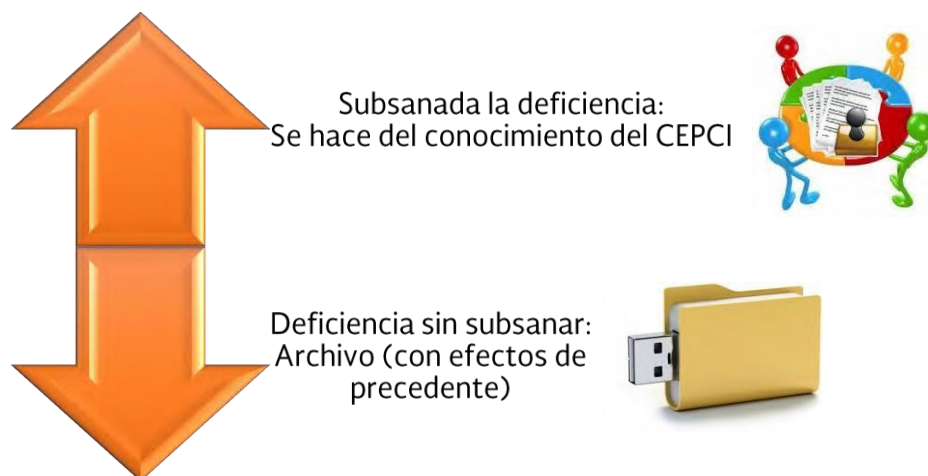 Subsanada la deficiencia:
Se hace del conocimiento del CEPCI
Deficiencia sin subsanar:
Archivo (con efectos de
precedente)